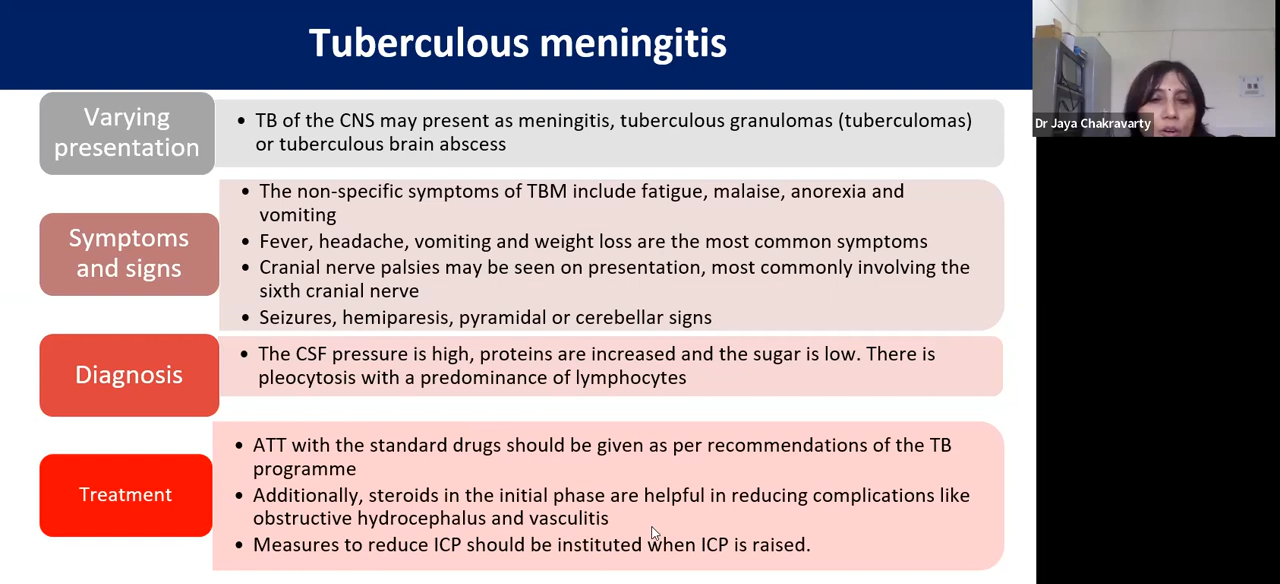 Tuberculous meningitis
Varying
presentation
• TB of the CNS may present as meningitis, tuberculous granulomas (tuberculomas)
or tuberculous brain abscess
Symptoms
and signs
• The non-specific symptoms of TBM include fatigue, malaise, anorexia and
vomiting
• Fever, headache, vomiting and weight loss are the most common symptoms
• Cranial nerve palsies may be seen on presentation, most commonly involving the
sixth cranial nerve
• Seizures, hemiparesis, pyramidal or cerebellar signs
Diagnosis
• The CSF pressure is high, proteins are increased and the sugar is low. There is
pleocytosis with a predominance of lymphocytes
Treatment
• ATT with the standard drugs should be given as per recommendations of the TB
programme
• Additionally, steroids in the initial phase are helpful in reducing complications like
obstructive hydrocephalus and vasculitis
• Measures to reduce ICP should be instituted when ICP is raised.
Dr Jaya Chakravarty